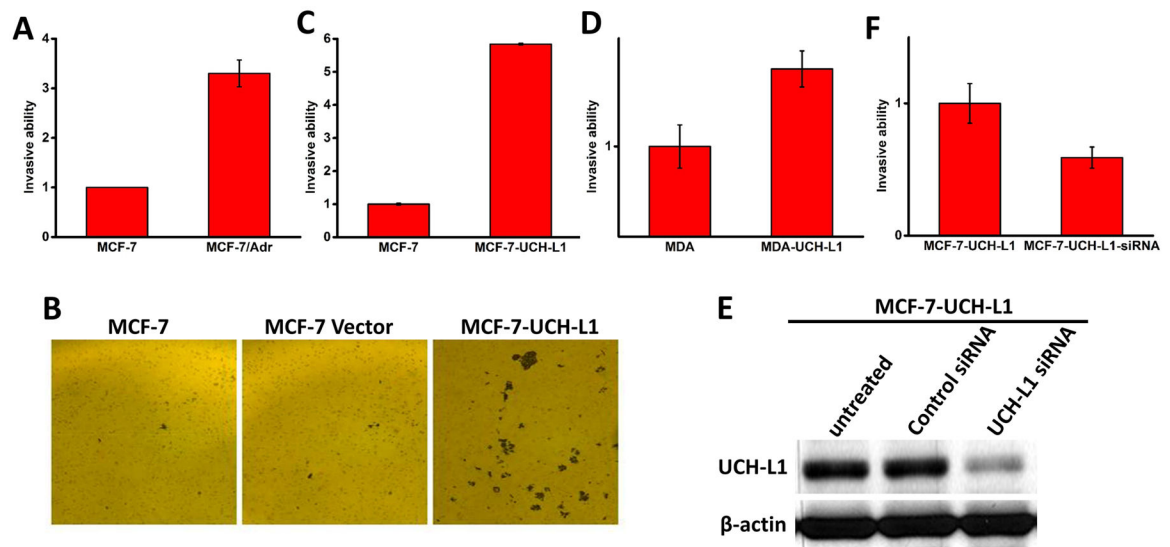 A
Invasive ability
4
3
2
1
0
MCF-7
MCF-7/Adr
C
Invasive ability
6
5
4
3
2
1
0
MCF-7
MCF-7-UCH-L1
D
Invasive ability
1
MDA
MDA-UCH-L1
F
Invasive ability
1
0
MCF-7-UCH-L1
MCF-7-UCH-L1-siRNA
B
MCF-7
MCF-7 Vector
MCF-7-UCH-L1
E
MCF-7-UCH-L1
untreated
Control siRNA
UCH-L1 siRNA
UCH-L1
β-actin